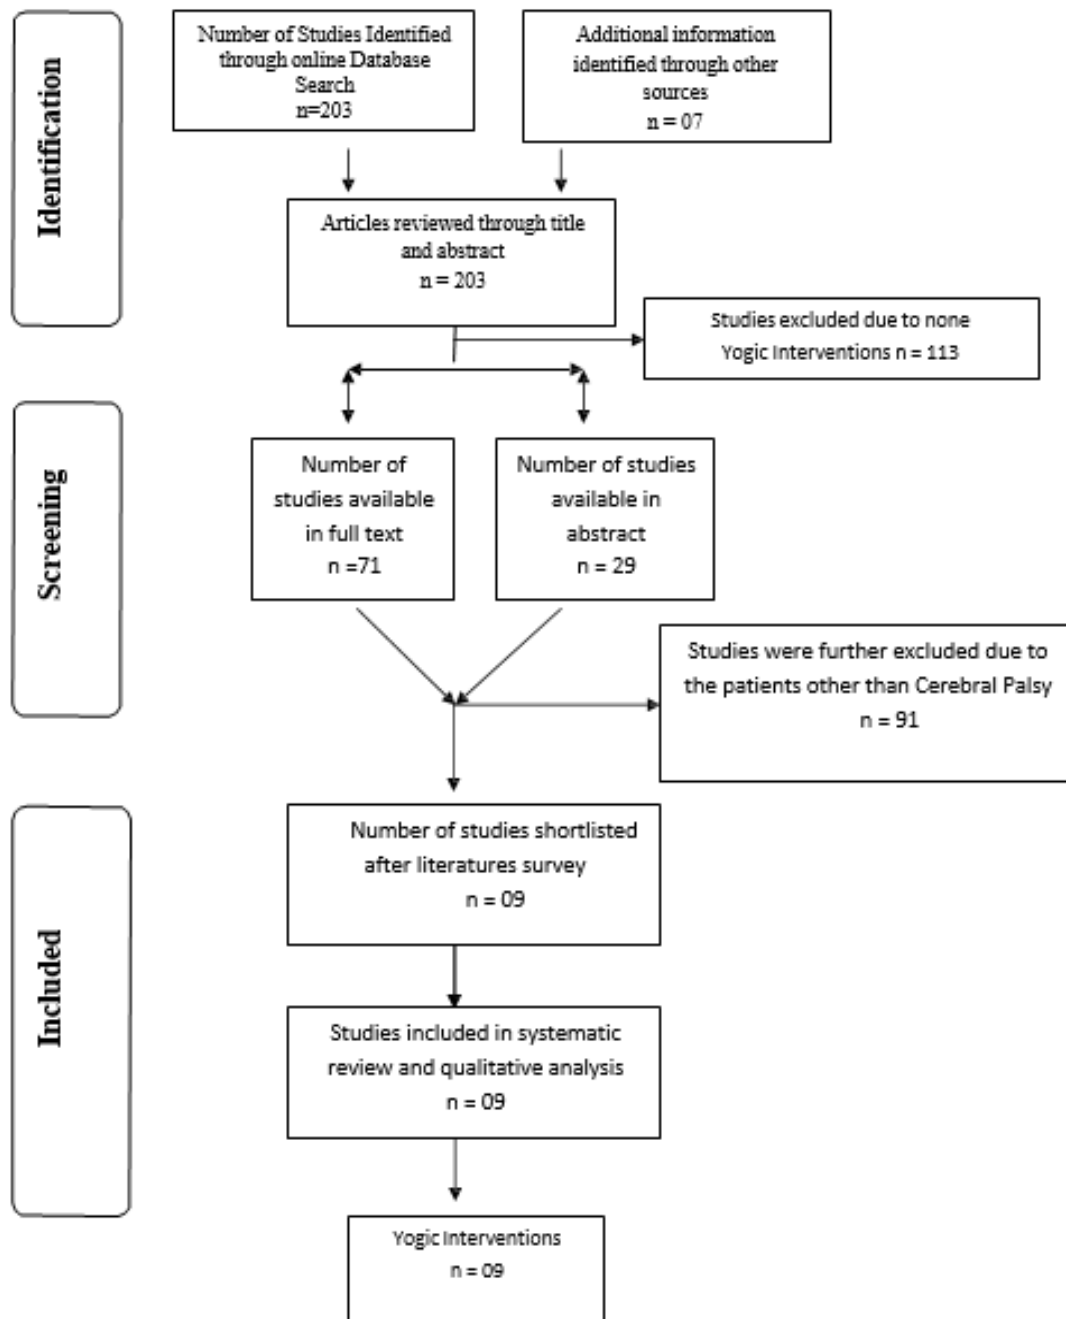 Identification
Number of Studies Identified
through online Database
Search
n=203
Additional information
identified through other
sources
n = 07
Articles reviewed through title
and abstract
n = 203
Studies excluded due to none
Yogic Interventions n = 113
Screening
Number of
studies available
in full text
n =71
Number of studies
available in
abstract
n = 29
Studies were further excluded due to
the patients other than Cerebral Palsy
n = 91
Included
Number of studies shortlisted
after literatures survey
n = 09
Studies included in systematic
review and qualitative analysis
n = 09
Yogic Interventions
n = 09